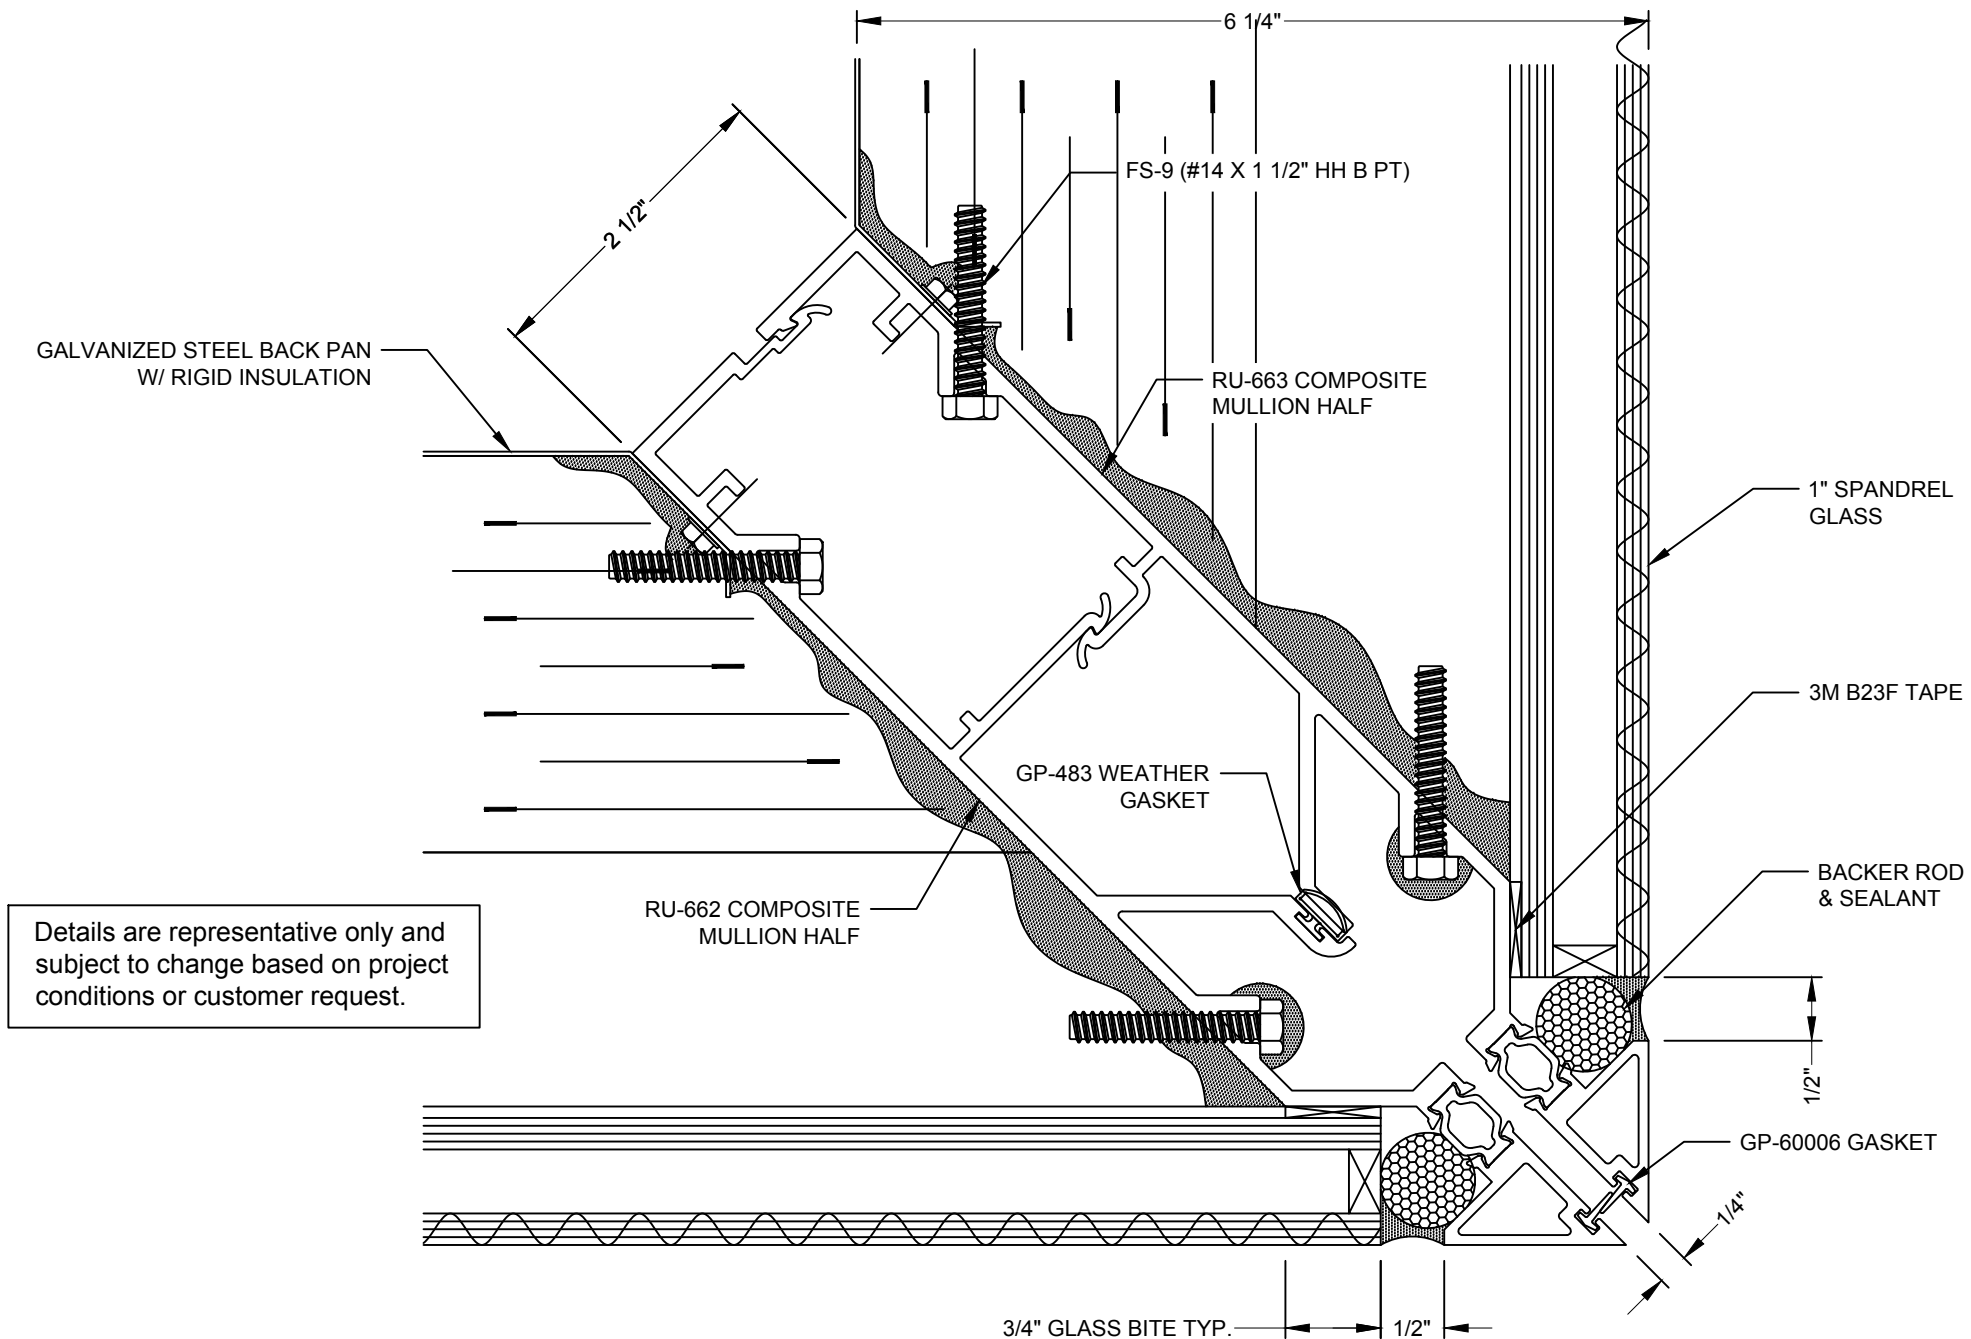 6 1/4"
2 1/2"
FS-9 (#14 X 1 1/2" HH B PT)
GALVANIZED STEEL BACK PAN
W/ RIGID INSULATION
RU-663 COMPOSITE
MULLION HALF
1" SPANDREL
GLASS
3M B23F TAPE
GP-483 WEATHER
GASKET
BACKER ROD
& SEALANT
RU-662 COMPOSITE
MULLION HALF
Details are representative only and
subject to change based on project
conditions or customer request.
1/2"
GP-60006 GASKET
1/4"
3/4" GLASS BITE TYP.
1/2"